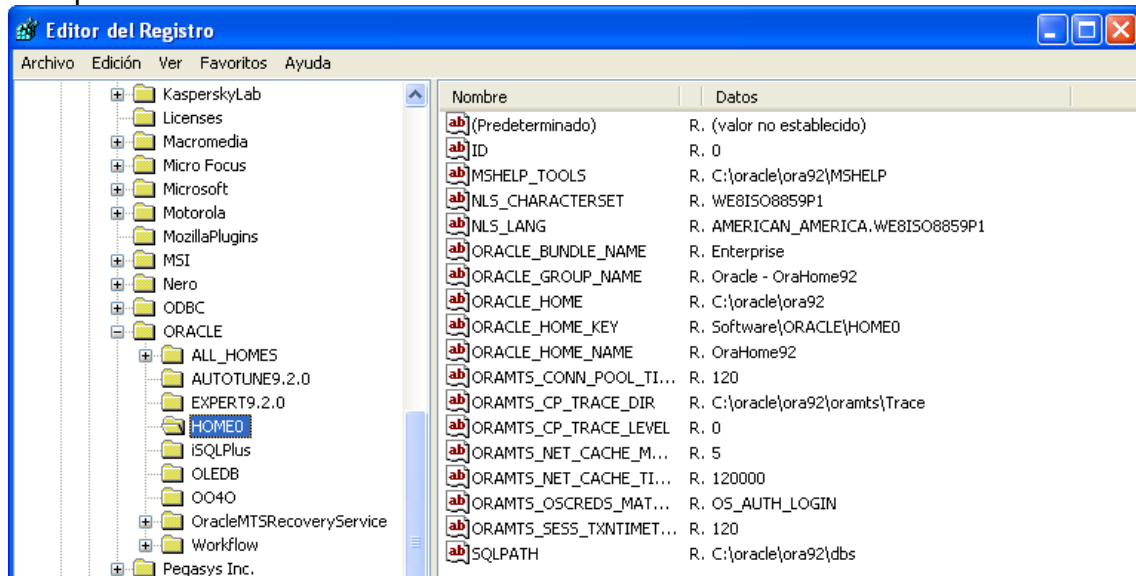 Editor del Registro
Archivo Edición Ver Favoritos Ayuda
KasperskyLab
Licenses
Macromedia
Micro Focus
Microsoft
Motorola
MozillaPlugins
MSI
Nero
ODBC
ORACLE
ALL_HOMES
AUTOTUNE9.2.0
EXPERT9.2.0
HOME0
iSQLPlus
OLEDB
OO4O
OracleMTSRecoveryService
Workflow
Pegasys Inc.
Nombre Datos
(Predeterminado) R. (valor no establecido)
ID R. 0
MSHELP_TOOLS R. C:\oracle\ora92\MSHELP
NLS_CHARACTERSET R. WE8ISO8859P1
NLS_LANG R. AMERICAN_AMERICA.WE8ISO8859P1
ORACLE_BUNDLE_NAME R. Enterprise
ORACLE_GROUP_NAME R. Oracle - OraHome92
ORACLE_HOME R. C:\oracle\ora92
ORACLE_HOME_KEY R. Software\ORACLE\HOME0
ORACLE_HOME_NAME R. OraHome92
ORAMTS_CONN_POOL_TI... R. 120
ORAMTS_CP_TRACE_DIR R. C:\oracle\ora92\oramts\Trace
ORAMTS_CP_TRACE_LEVEL R. 0
ORAMTS_NET_CACHE_M... R. 5
ORAMTS_NET_CACHE_TI... R. 120000
ORAMTS_OSCREDS_MAT... R. OS_AUTH_LOGIN
ORAMTS_SESS_TXNTIMET... R. 120
SQLPATH R. C:\oracle\ora92\dbs